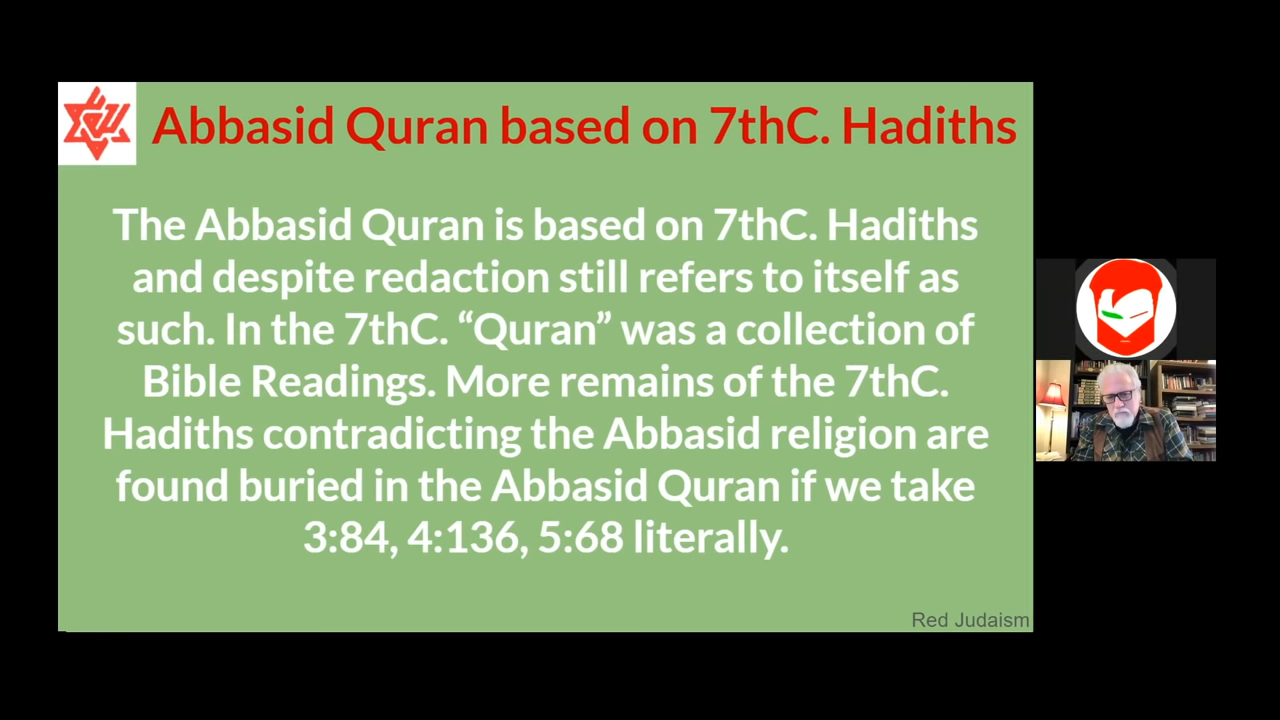 Abbasid Quran based on 7thC. Hadiths
The Abbasid Quran is based on 7thC. Hadiths
and despite redaction still refers to itself as
such. In the 7thC. “Quran” was a collection of
Bible Readings. More remains of the 7thC.
Hadiths contradicting the Abbasid religion are
found buried in the Abbasid Quran if we take
3:84, 4:136, 5:68 literally.
Red Judaism